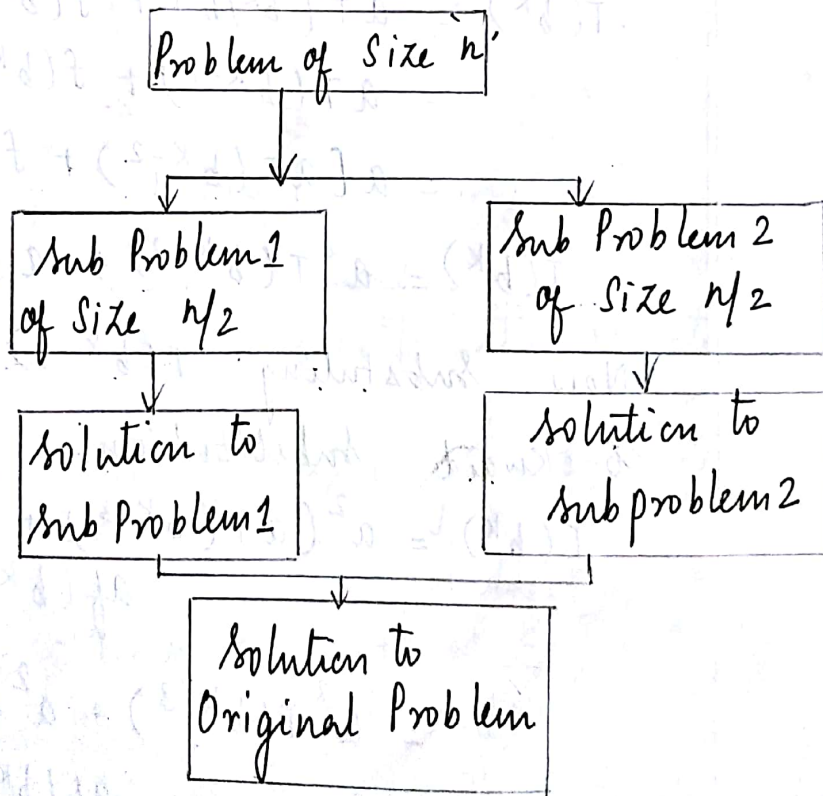 Problem of Size 'n'
Sub Problem 1
of Size n/2
Sub Problem 2
of Size n/2
Solution to
Sub Problem 1
Solution to
subproblem 2
Solution to
Original Problem